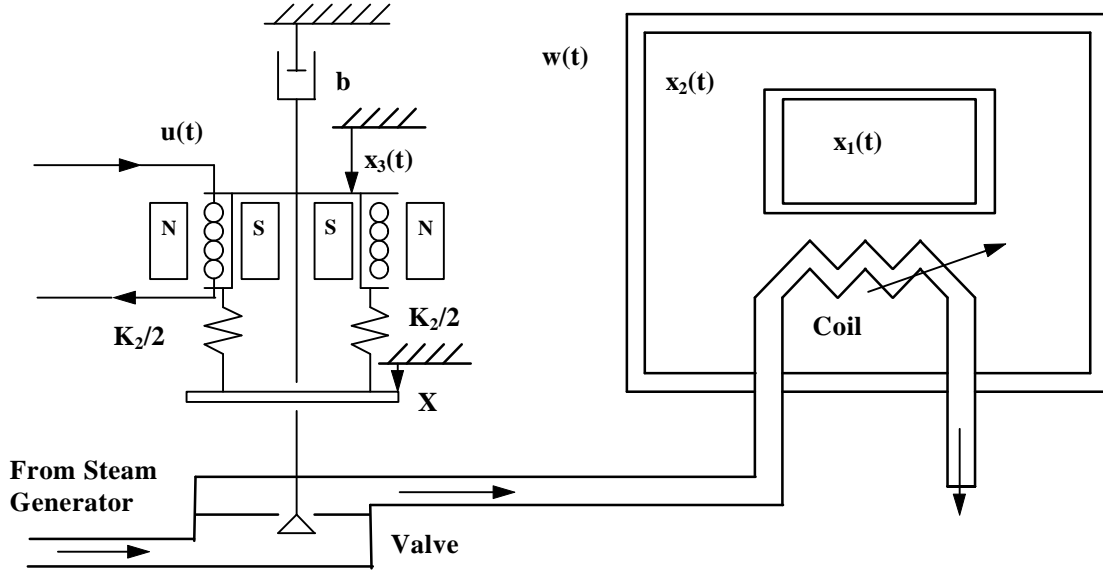 w(t)
b
x₂(t)
u(t)
x₃(t)
x₁(t)
N
S
S
N
K₂/2
K₂/2
Coil
X
From Steam
Generator
Valve